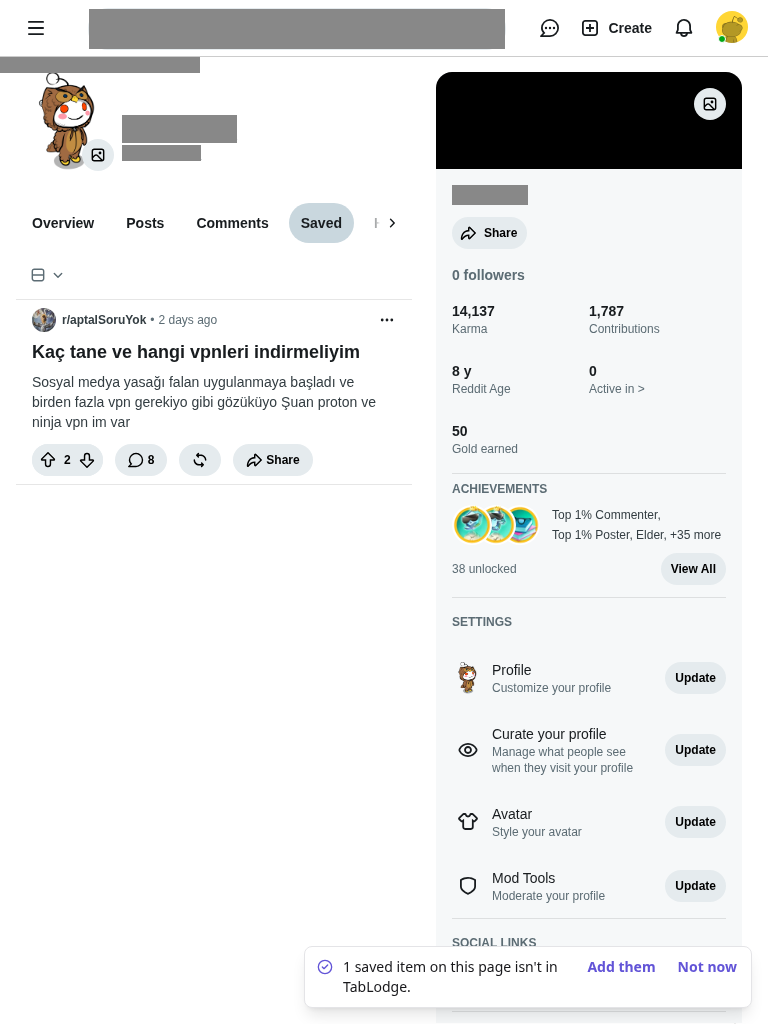 Create
Overview
Posts
Comments
Saved
r/aptalSoruYok • 2 days ago
Kaç tane ve hangi vpnleri indirmeliyim
Sosyal medya yasağı falan uygulanmaya başladı ve
birden fazla vpn gerekiyo gibi gözüküyo Şuan proton ve
ninja vpn im var
2
8
Share
Share
0 followers
14,137
1,787
Karma
Contributions
8 y
0
Reddit Age
Active in >
50
Gold earned
ACHIEVEMENTS
Top 1% Commenter,
Top 1% Poster, Elder, +35 more
38 unlocked
View All
SETTINGS
Profile
Customize your profile
Update
Curate your profile
Manage what people see
when they visit your profile
Update
Avatar
Style your avatar
Update
Mod Tools
Moderate your profile
Update
SOCIAL LINKS
1 saved item on this page isn't in
TabLodge.
Add them
Not now